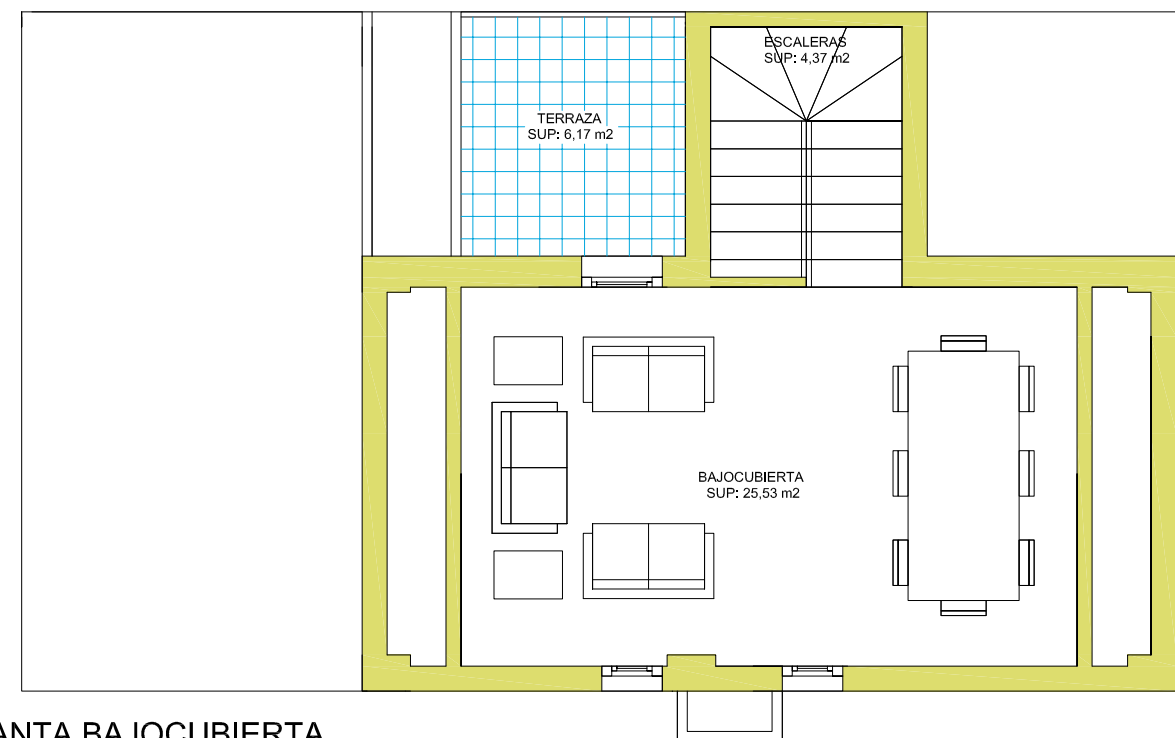 ESCALERAS
SUP: 4,37 m2
TERRAZA
SUP: 6,17 m2
BAJOCUBIERTA
SUP: 25,53 m2
ANTA BAJOCUBIERTA